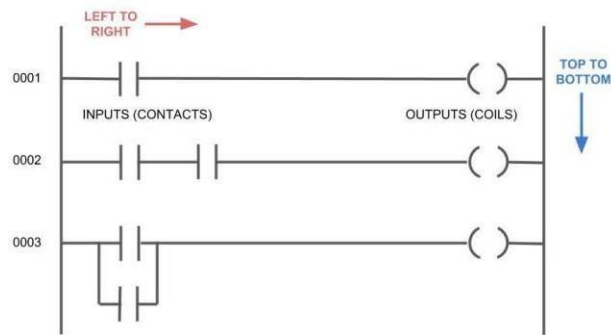 LEFT TO
RIGHT
TOP TO
BOTTOM
0001
INPUTS (CONTACTS)
OUTPUTS (COILS)
0002
0003